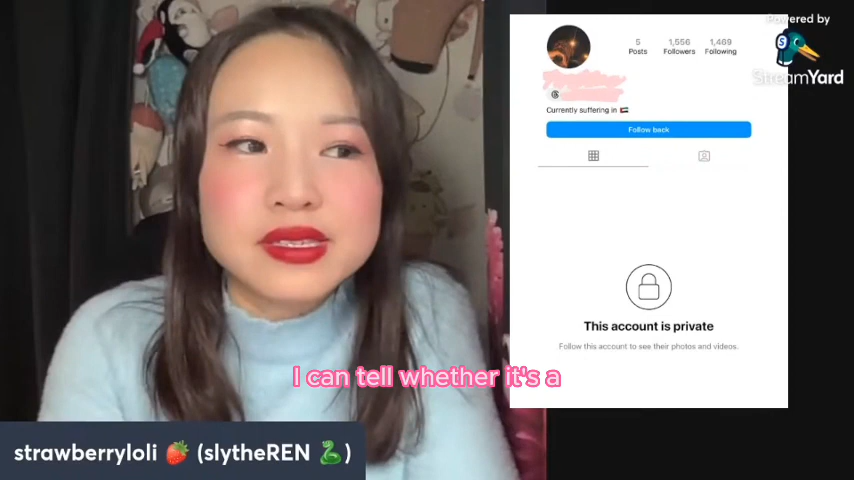 Powered by
StreamYard
5
1,556
1,469
Posts
Followers
Following
Currently suffering in 🇦🇪
Follow back
This account is private
Follow this account to see their photos and videos.
I can tell whether it's a
strawberryloli 🍓 (slytheREN 🐍)